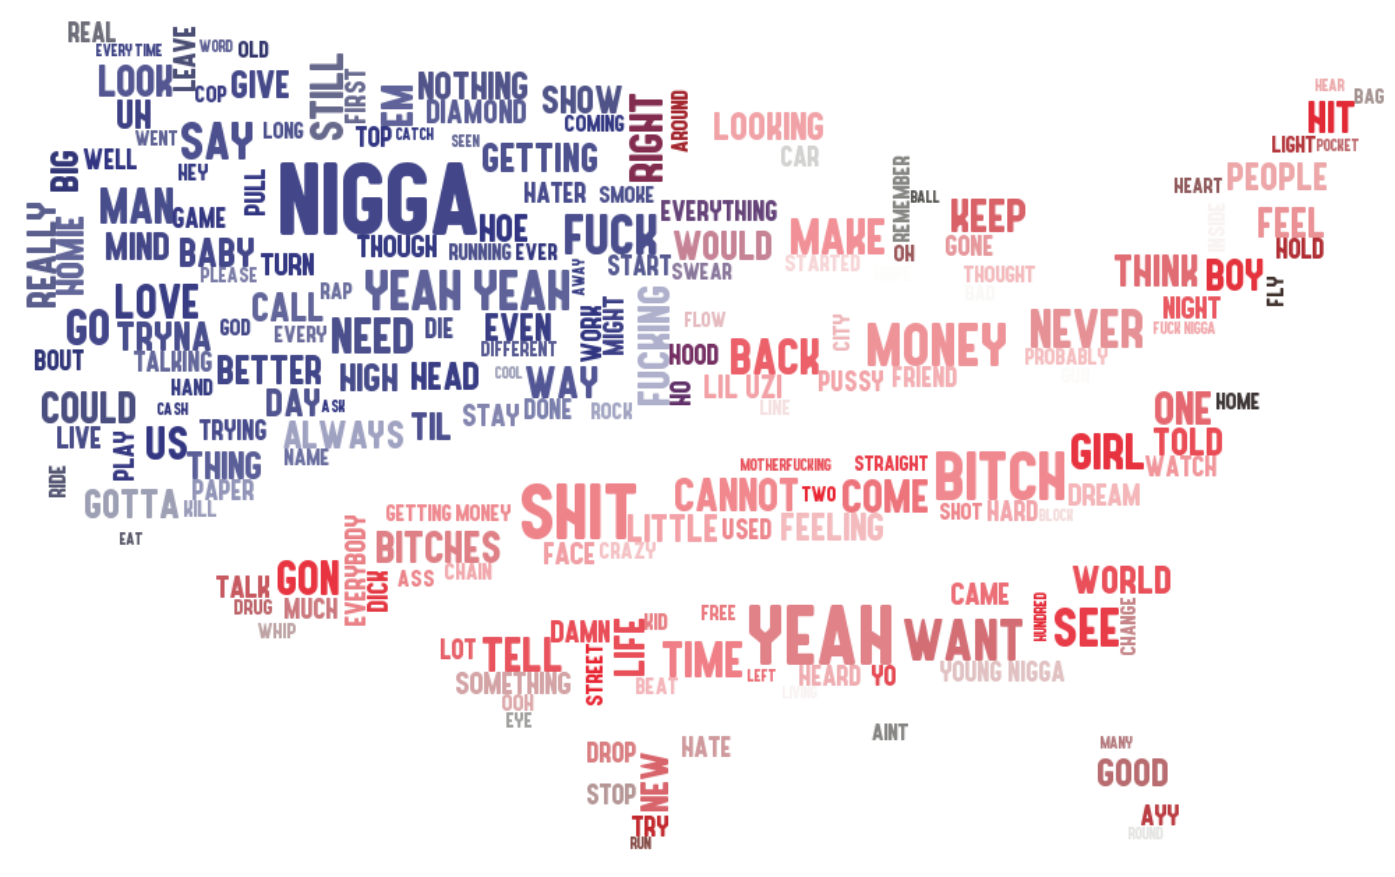 REAL
EVERY TIME
LEAVE
WORD
OLD
LOOK
COP
GIVE
STILL
FIRST
EM
NOTHING
DIAMOND
SHOW
COMING
RIGHT
AROUND
LOOKING
CAR
HEAR
BAG
HIT
LIGHT
POCKET
UH
WENT
SAY
LONG
TOP
CATCH
SEEN
GETTING
BIG
WELL
HEY
PULL
NIGGA
HATER
SMOKE
EVERYTHING
REMEMBER
BALL
KEEP
HEART
PEOPLE
INSIDE
FEEL
HOLD
REALLY
HOMIE
MAN
GAME
MIND
BABY
PLEASE
TURN
THOUGH
HOE
RUNNING
EVER
FUCK
START
SWEAR
WOULD
MAKE
STARTED
OH
GONE
THOUGHT
BAD
THINK
BOY
FLY
NIGHT
FUCK NIGGA
GO
LOVE
TRYNA
GOD
CALL
EVERY
RAP
YEAH YEAH
AWAY
NEED
DIE
EVEN
DIFFERENT
WORK
MIGHT
FUCKING
FLOW
HOOD
NO
BACK
CITY
MONEY
NEVER
PROBABLY
GUN
BOUT
TALKING
BETTER
HAND
HIGH
HEAD
COOL
WAY
LIL UZI
PUSSY
FRIEND
LINE
COULD
CASH
DAY
ASK
STAY
DONE
ROCK
ONE
HOME
LIVE
PLAY
US
TRYING
ALWAYS
TIL
NAME
GIRL
TOLD
WATCH
RIDE
THING
PAPER
GOTTA
KILL
EAT
MOTHERFUCKING
STRAIGHT
BITCH
DREAM
CANNOT
TWO
COME
SHOT
HARD
BLOCK
GETTING MONEY
SHIT
LITTLE
USED
FEELING
EVERYBODY
BITCHES
FACE
CRAZY
TALK
GON
DICK
ASS
CHAIN
DRUG
MUCH
WHIP
CAME
WORLD
HUNDRED
SEE
CHANGE
LOT
TELL
DAMN
STREET
LIFE
KID
FREE
YEAH
WANT
TIME
LEFT
HEARD
YO
YOUNG NIGGA
LIVING
SOMETHING
OOH
EYE
BEAT
AINT
DROP
HATE
MANY
STOP
NEW
GOOD
TRY
RUN
AYY
ROUND